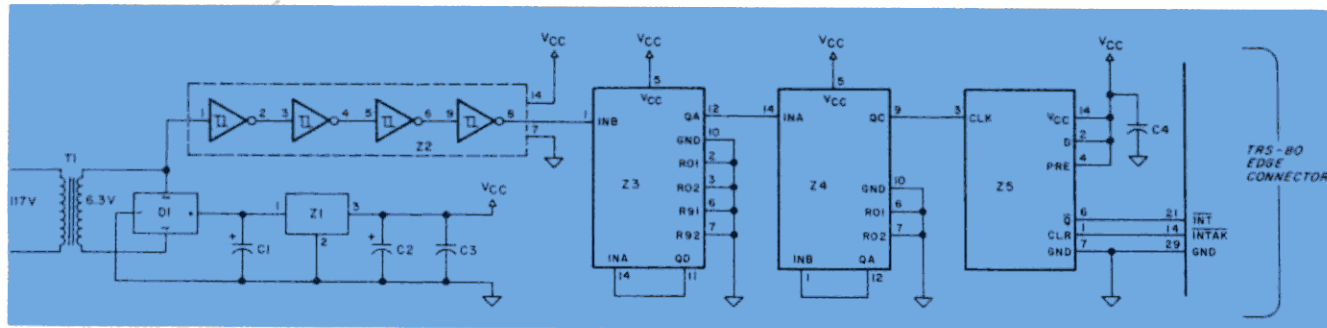 T1
117V
6.3V
D1
~
~
-
+
+
C1
1
Z1
3
2
+
C2
C3
VCC
1
2
3
4
5
6
9
8
Z2
14
7
VCC
VCC
5
VCC
1
INB
QA
12
GND
10
RO1
2
RO2
3
R91
6
R92
7
Z3
INA
QD
14
11
VCC
5
VCC
14
INA
QC
9
Z4
GND
10
RO1
6
RO2
7
INB
QA
1
12
3
CLK
Z5
VCC
14
D
2
PRE
4
VCC
C4
Q
6
21
INT
CLR
1
14
INTAK
GND
7
29
GND
TRS-80
EDGE
CONNECTOR